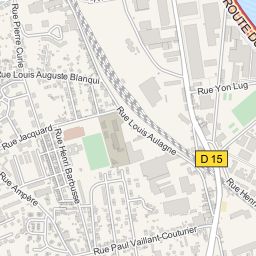 Rue Pierre Curie
ROUTE D
Rue Louis Auguste Blanqui
Rue Yon Lug
Rue Louis Aulagne
Rue Jacquard
Rue Henri Barbusse
D 15
Rue Ampère
Rue Hen
Rue Paul Vaillant-Couturier